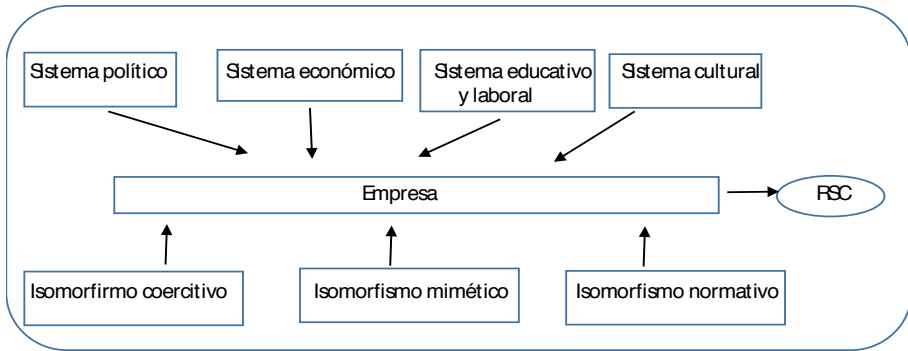 Sistema político
Sistema económico
Sistema educativo
y laboral
Sistema cultural
Empresa
RSC
Isomorfirmo coercitivo
Isomorfismo mimético
Isomorfismo normativo